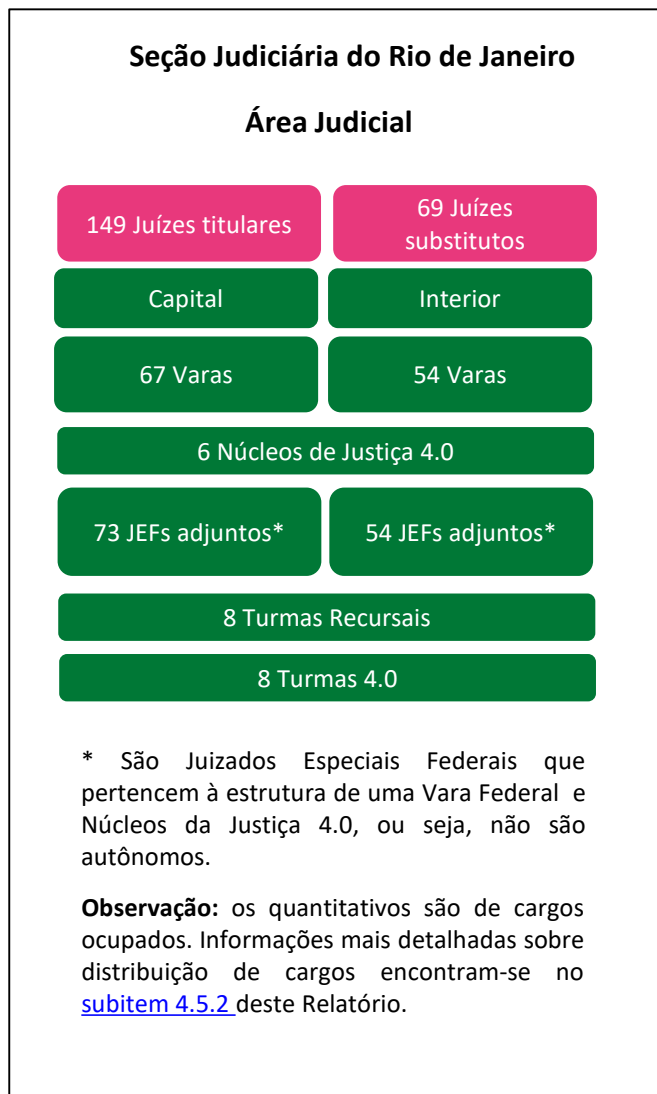 Seção Judiciária do Rio de Janeiro
Área Judicial
149 Juízes titulares
69 Juízes
substitutos
Capital
Interior
67 Varas
54 Varas
6 Núcleos de Justiça 4.0
73 JEFs adjuntos*
54 JEFs adjuntos*
8 Turmas Recursais
8 Turmas 4.0
* São Juizados Especiais Federais que
pertencem à estrutura de uma Vara Federal e
Núcleos da Justiça 4.0, ou seja, não são
autônomos.
Observação: os quantitativos são de cargos
ocupados. Informações mais detalhadas sobre
distribuição de cargos encontram-se no
subitem 4.5.2 deste Relatório.